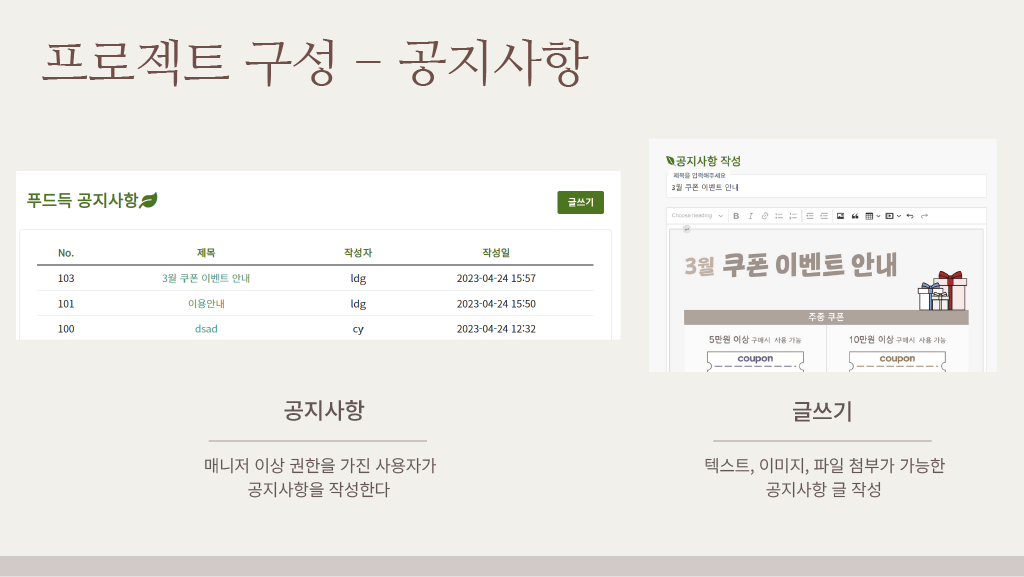 프로젝트 구성 – 공지사항
푸드득 공지사항
글쓰기
No. 제목 작성자 작성일
103 3월 쿠폰 이벤트 안내 ldg 2023-04-24 15:57
101 이용안내 ldg 2023-04-24 15:50
100 dsad cy 2023-04-24 12:32
공지사항
매니저 이상 권한을 가진 사용자가
공지사항을 작성한다
공지사항 작성
제목을 입력해주세요
3월 쿠폰 이벤트 안내
Choose heading
3월 쿠폰 이벤트 안내
주중 쿠폰
5만원 이상 구매시 사용 가능 10만원 이상 구매시 사용 가능
coupon coupon
글쓰기
텍스트, 이미지, 파일 첨부가 가능한
공지사항 글 작성